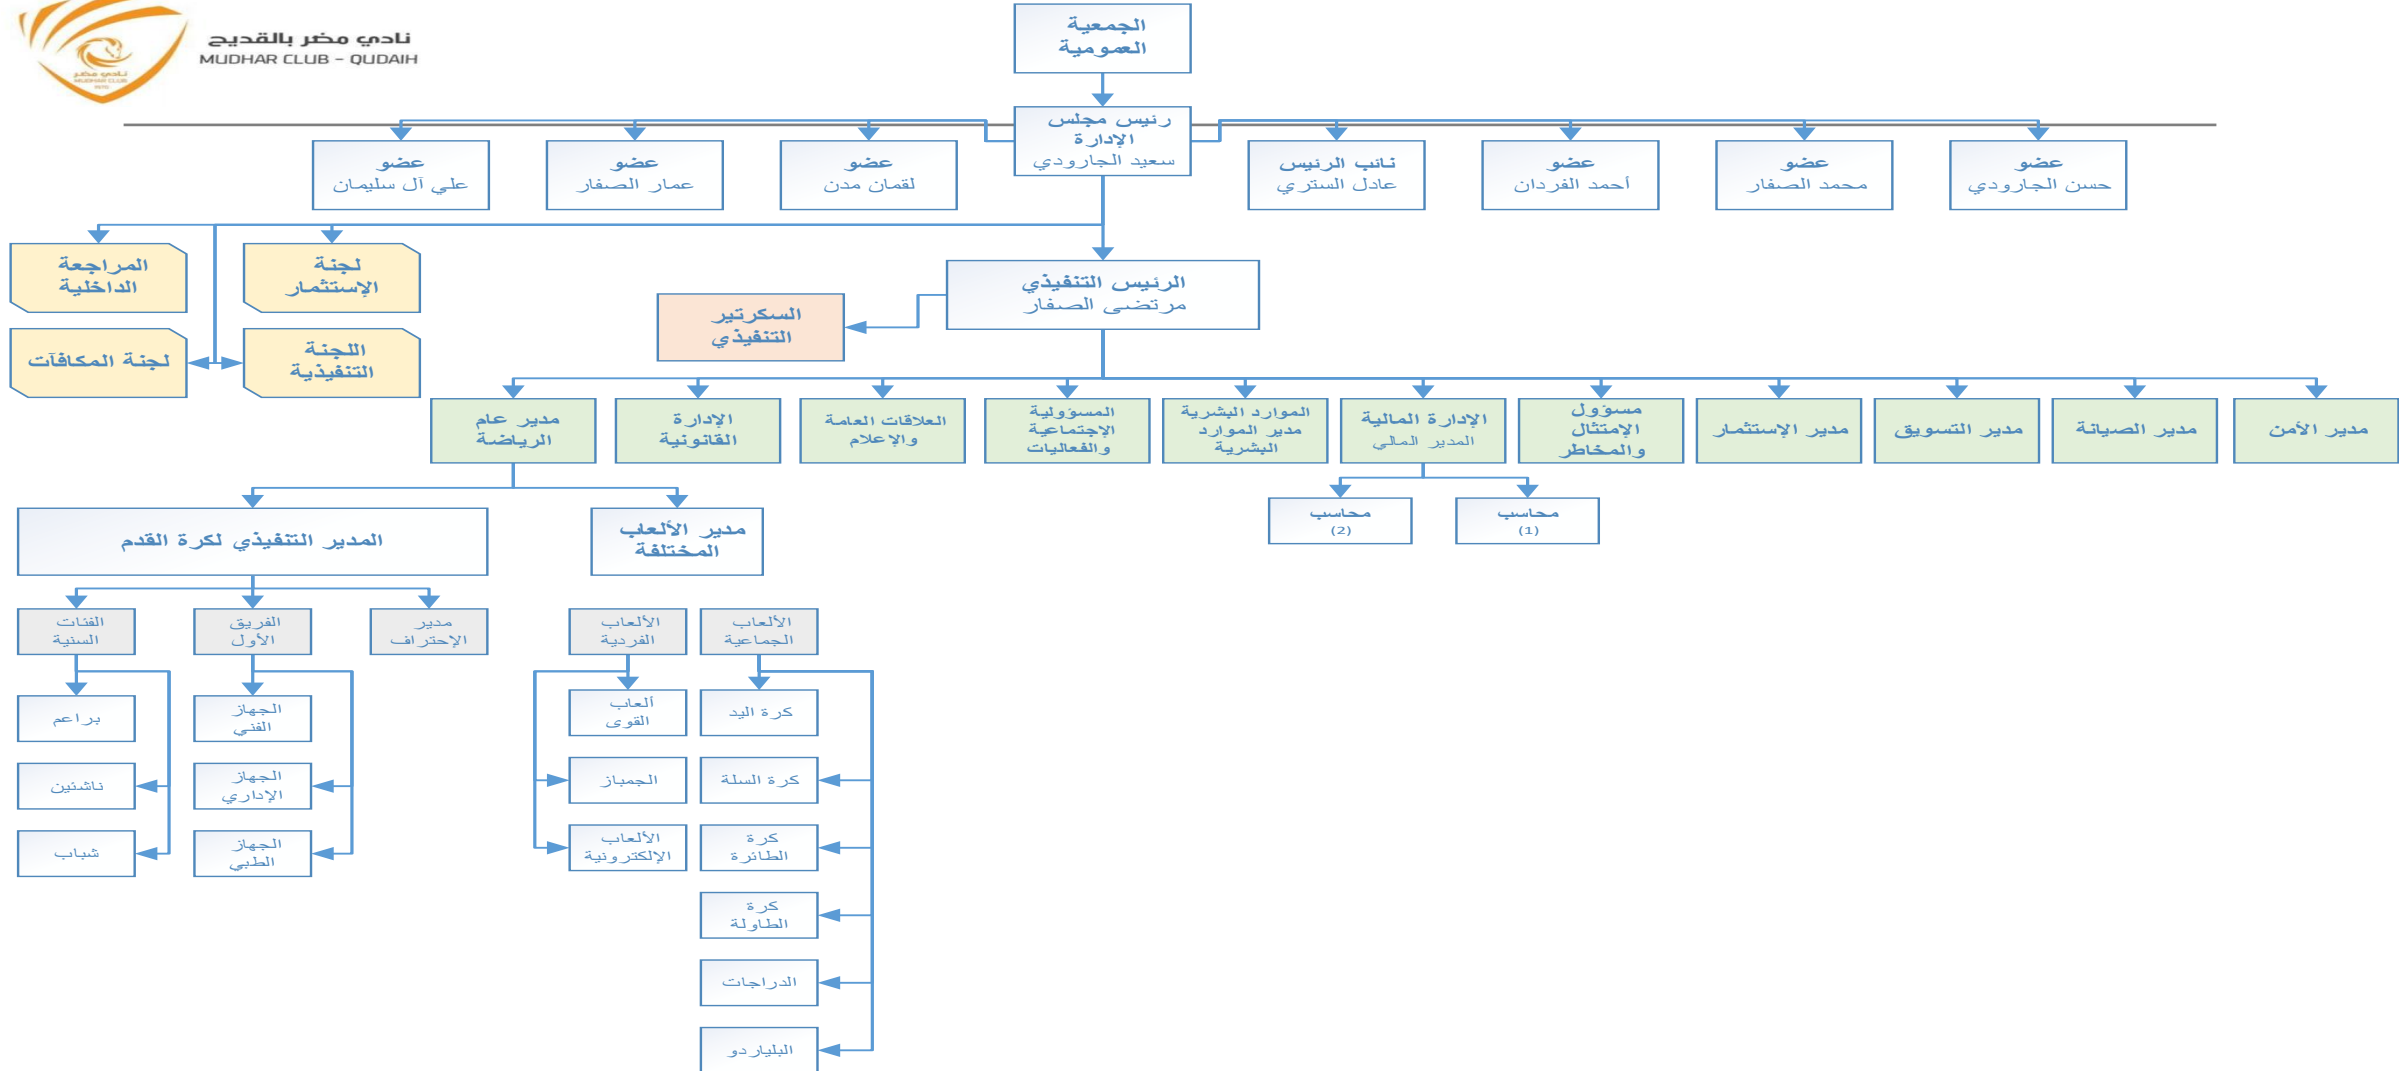 نادي مضر بالقديح
MUDHAR CLUB - QUDAIH
نادي مضر
MUDHAR CLUB
الجمعية
العمومية
رئيس مجلس
الإدارة
سعيد الجارودي
عضو
حسن الجارودي
عضو
محمد الصفار
عضو
أحمد الفردان
نائب الرئيس
عادل الستري
عضو
لقمان مدن
عضو
عمار الصفار
عضو
علي آل سليمان
لجنة
الإستثمار
المراجعة
الداخلية
اللجنة
التنفيذية
لجنة المكافآت
الرئيس التنفيذي
مرتضى الصفار
السكرتير
التنفيذي
مدير الأمن
مدير الصيانة
مدير التسويق
مدير الإستثمار
مسؤول
الإمتثال
والمخاطر
الإدارة المالية
المدير المالي
الموارد البشرية
مدير الموارد
البشرية
المسؤولية
الإجتماعية
والفعاليات
العلاقات العامة
والإعلام
الإدارة
القانونية
مدير عام
الرياضة
محاسب
(1)
محاسب
(2)
مدير الألعاب
المختلفة
المدير التنفيذي لكرة القدم
الألعاب
الجماعية
الألعاب
الفردية
مدير
الإحتراف
الفريق
الأول
الفئات
السنية
كرة اليد
كرة السلة
كرة
الطائرة
كرة
الطاولة
الدراجات
البلياردو
ألعاب
القوى
الجمباز
الألعاب
الإلكترونية
الجهاز
الفني
الجهاز
الإداري
الجهاز
الطبي
براعم
ناشئين
شباب